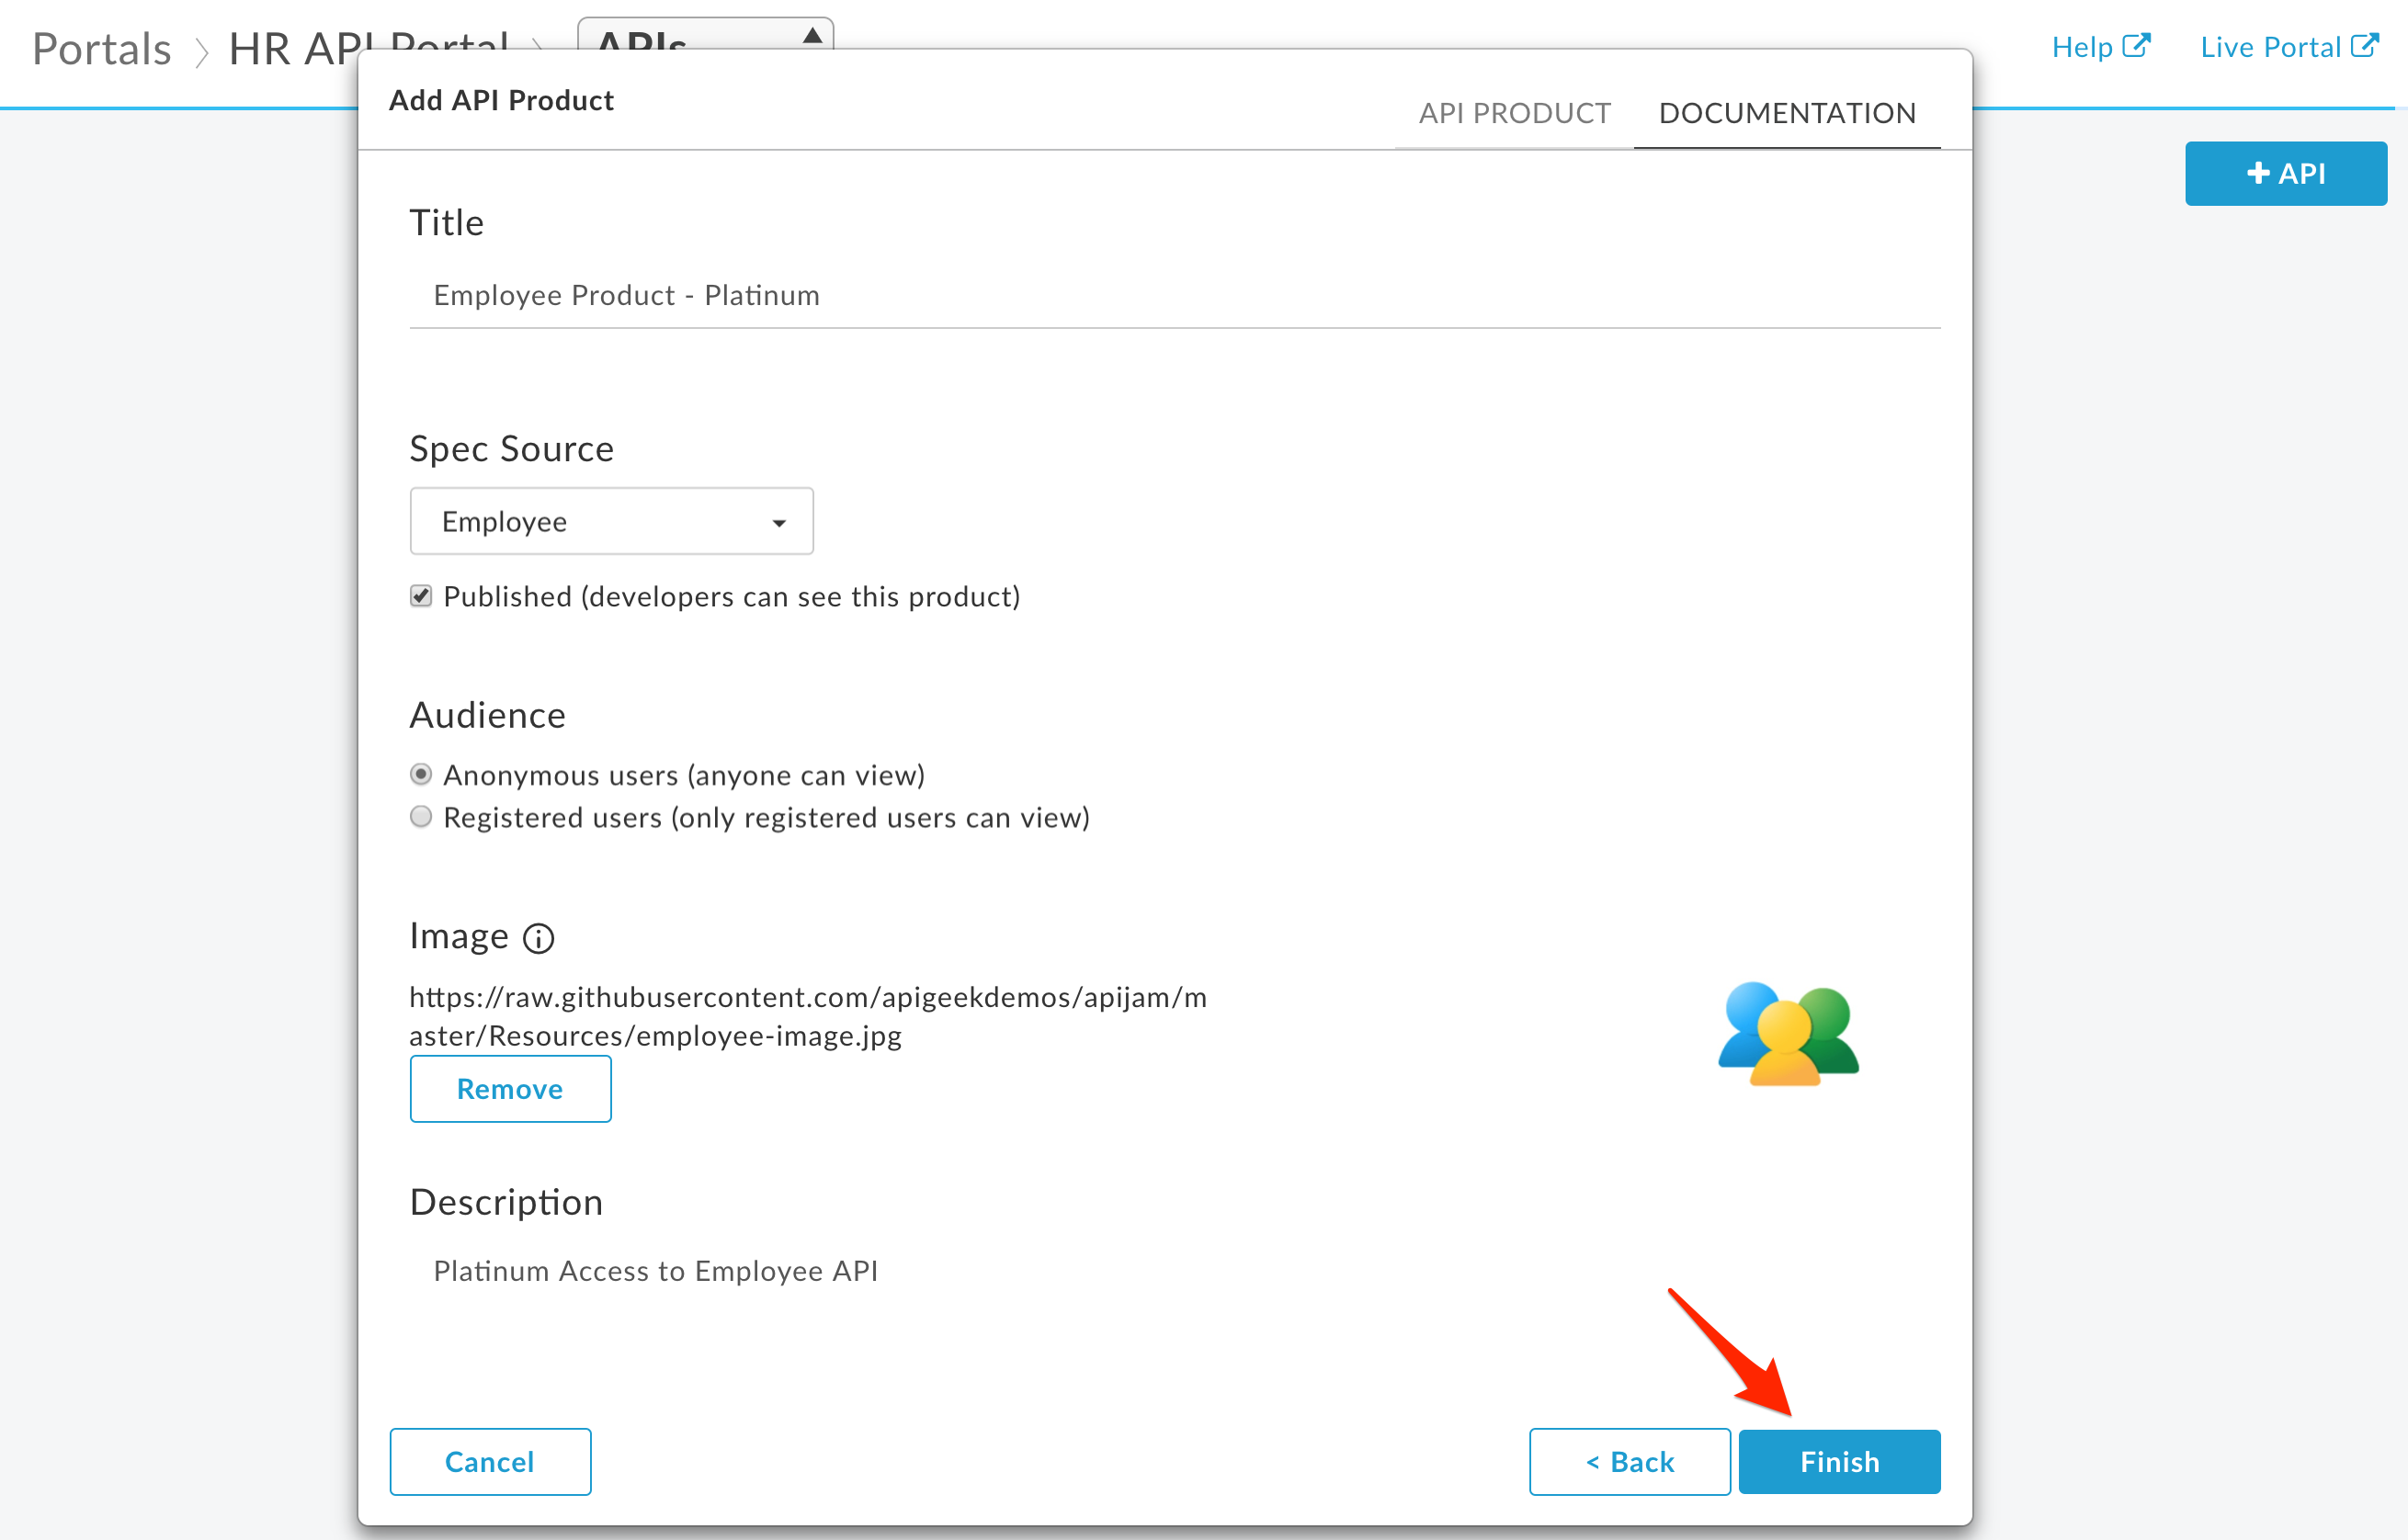 Portals > HR API Portal > APIs
Help
Live Portal
Add API Product
API PRODUCT
DOCUMENTATION
+ API
Title
Employee Product - Platinum
Spec Source
Employee
Published (developers can see this product)
Audience
Anonymous users (anyone can view)
Registered users (only registered users can view)
Image
https://raw.githubusercontent.com/apigeekdemos/apijam/m
aster/Resources/employee-image.jpg
Remove
Description
Platinum Access to Employee API
Cancel
< Back
Finish